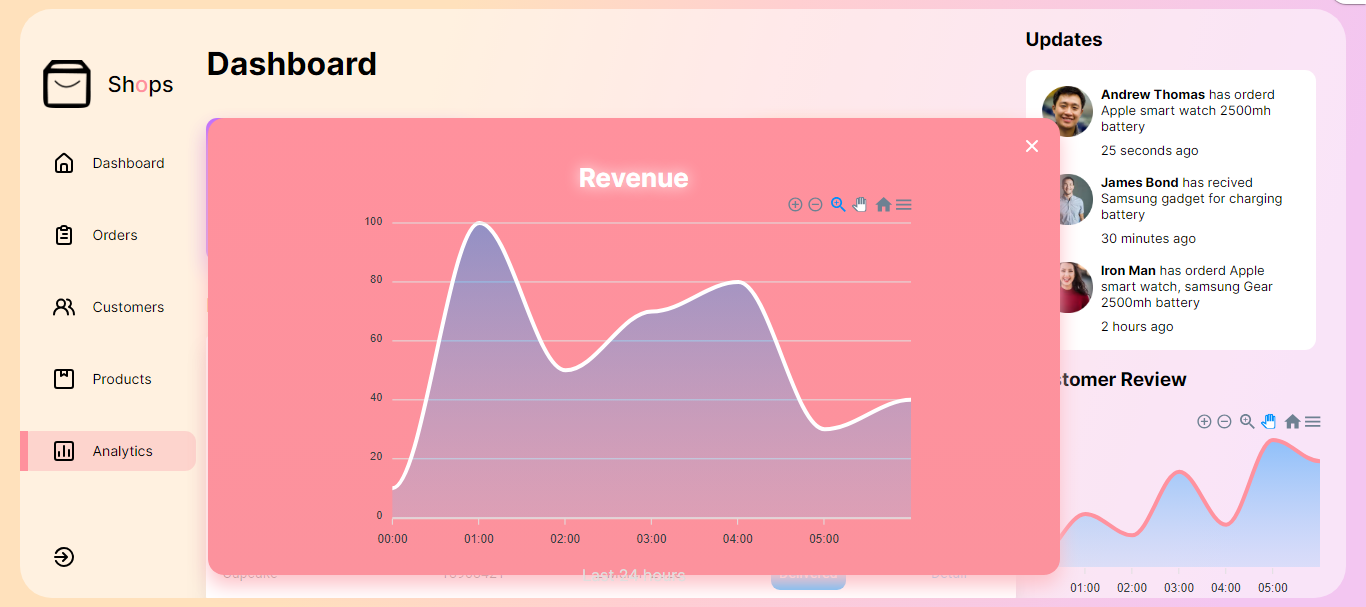 Shops
Dashboard
Orders
Customers
Products
Analytics
Dashboard
Revenue
100
80
60
40
20
0
00:00
01:00
02:00
03:00
04:00
05:00
Last 24 hours
Updates
Andrew Thomas has orderd
Apple smart watch 2500mh
battery
25 seconds ago
James Bond has recived
Samsung gadget for charging
battery
30 minutes ago
Iron Man has orderd Apple
smart watch, samsung Gear
2500mh battery
2 hours ago
stomer Review
01:00
02:00
03:00
04:00
05:00